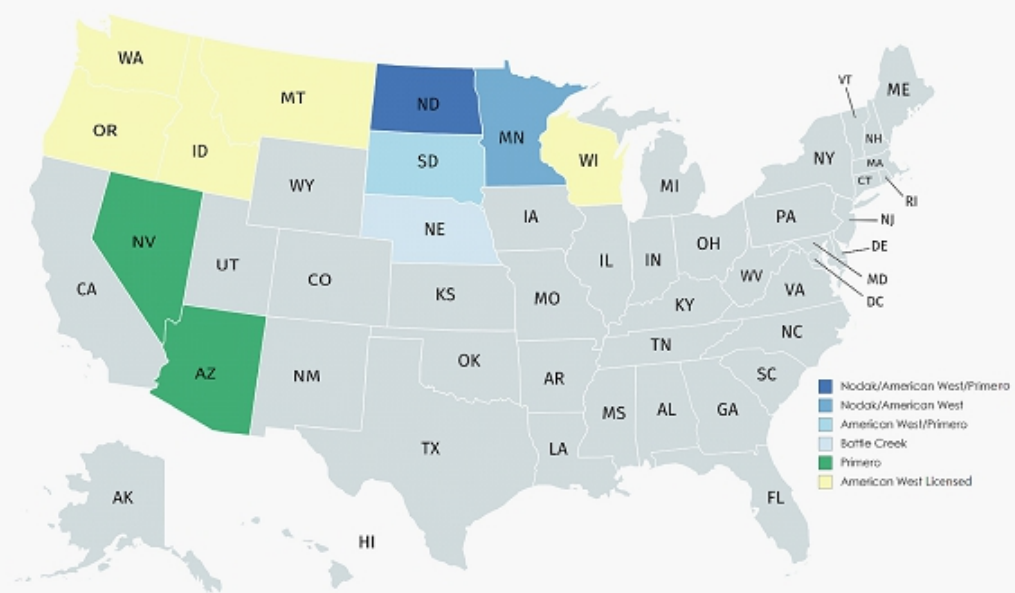 WA
MT
ND
MN
OR
ID
SD
WI
WY
NE
IA
MI
NY
VT
ME
NH
MA
CT
RI
NJ
PA
DE
MD
DC
NV
UT
CO
CA
KS
MO
IL
IN
OH
WV
VA
KY
NC
TN
SC
AZ
NM
OK
AR
MS
AL
GA
TX
LA
FL
AK
HI
Nodak/American West/Primero
Nodak/American West
American West/Primero
Battle Creek
Primero
American West Licensed